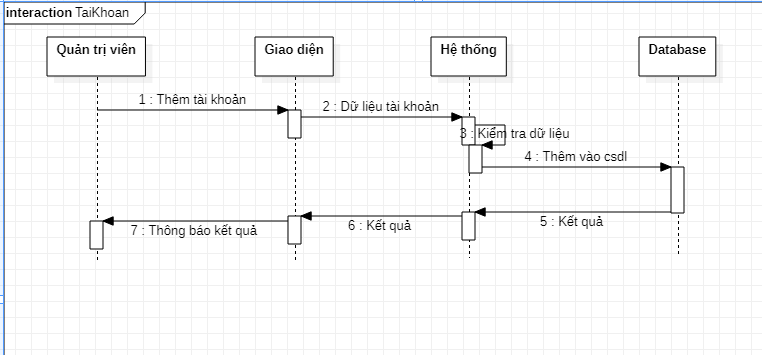 interaction TaiKhoan
Quản trị viên
Giao diện
Hệ thống
Database
1 : Thêm tài khoản
2 : Dữ liệu tài khoản
3 : Kiểm tra dữ liệu
4 : Thêm vào csdl
5 : Kết quả
6 : Kết quả
7 : Thông báo kết quả